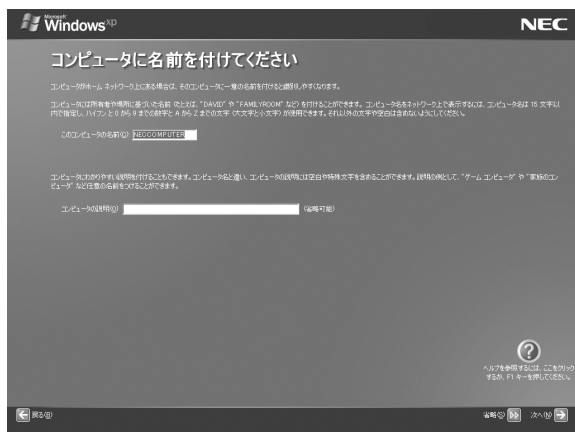 Microsoft
Windows xp
NEC
コンピュータに名前を付けてください
コンピュータがホーム ネットワーク上にある場合は、そのコンピュータに一意の名前を付けると識別しやすくなります。
コンピュータには所有者や場所に基づいた名前 (たとえば、"DAVID" や "FAMILYROOM" など) を付けることができます。コンピュータ名をネットワーク上で表示するには、コンピュータ名は 15 文字以
内で指定し、ハイフンと 0 から 9 までの数字と A から Z までの文字 (大文字と小文字) が使用できます。それ以外の文字や空白は含めないようにしてください。
このコンピュータの名前(C) NECCOMPUTER
コンピュータにわかりやすい説明を付けることもできます。コンピュータ名と違い、コンピュータの説明には空白や特殊文字を含めることができます。説明の例として、"ゲーム コンピュータ" や "家族のコン
ピュータ" など任意の名前をつけることができます。
コンピュータの説明(O) (省略可能)
ヘルプを参照するには、ここをクリック
するか、F1 キーを押してください。
戻る(B)
省略(S) 次へ(N)